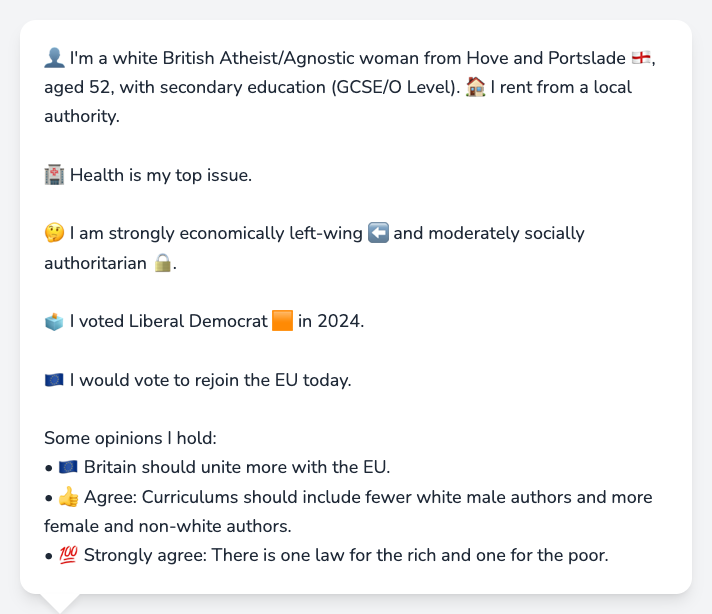 👤 I'm a white British Atheist/Agnostic woman from Hove and Portslade 🏴󠁧󠁢󠁥󠁮󠁧󠁿,
aged 52, with secondary education (GCSE/O Level). 🏠 I rent from a local
authority.
🏥 Health is my top issue.
🤔 I am strongly economically left-wing ⬅️ and moderately socially
authoritarian 🔒.
🗳️ I voted Liberal Democrat 🟧 in 2024.
🇪🇺 I would vote to rejoin the EU today.
Some opinions I hold:
• 🇪🇺 Britain should unite more with the EU.
• 👍 Agree: Curriculums should include fewer white male authors and more
female and non-white authors.
• 💯 Strongly agree: There is one law for the rich and one for the poor.